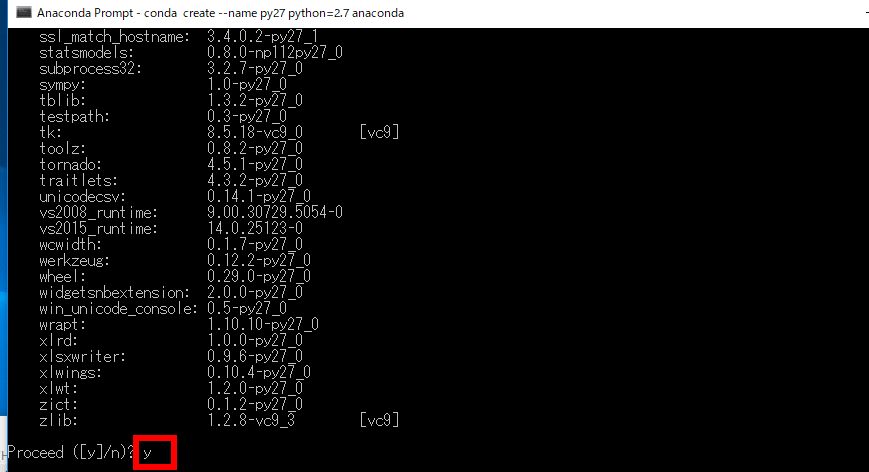 Anaconda Prompt - conda  create --name py27 python=2.7 anaconda
ssl_match_hostname:  3.4.0.2-py27_1
statsmodels:         0.8.0-np112py27_0
subprocess32:        3.2.7-py27_0
sympy:               1.0-py27_0
tblib:               1.3.2-py27_0
testpath:            0.3-py27_0
tk:                  8.5.18-vc9_0       [vc9]
toolz:               0.8.2-py27_0
tornado:             4.5.1-py27_0
traitlets:           4.3.2-py27_0
unicodecsv:          0.14.1-py27_0
vs2008_runtime:      9.00.30729.5054-0
vs2015_runtime:      14.0.25123-0
wcwidth:             0.1.7-py27_0
werkzeug:            0.12.2-py27_0
wheel:               0.29.0-py27_0
widgetsnbextension:  2.0.0-py27_0
win_unicode_console: 0.5-py27_0
wrapt:               1.10.10-py27_0
xlrd:                1.0.0-py27_0
xlsxwriter:          0.9.6-py27_0
xlwings:             0.10.4-py27_0
xlwt:                1.2.0-py27_0
zict:                0.1.2-py27_0
zlib:                1.2.8-vc9_3        [vc9]
Proceed ([y]/n)? y